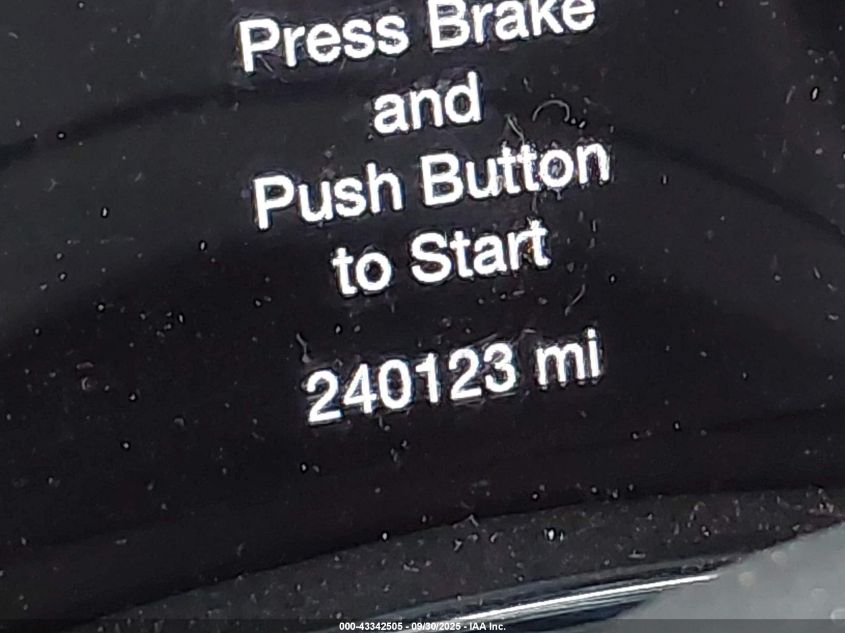 Press Brake
and
Push Button
to Start
240123 mi
000-43342505 - 09/30/2025 - IAA Inc.